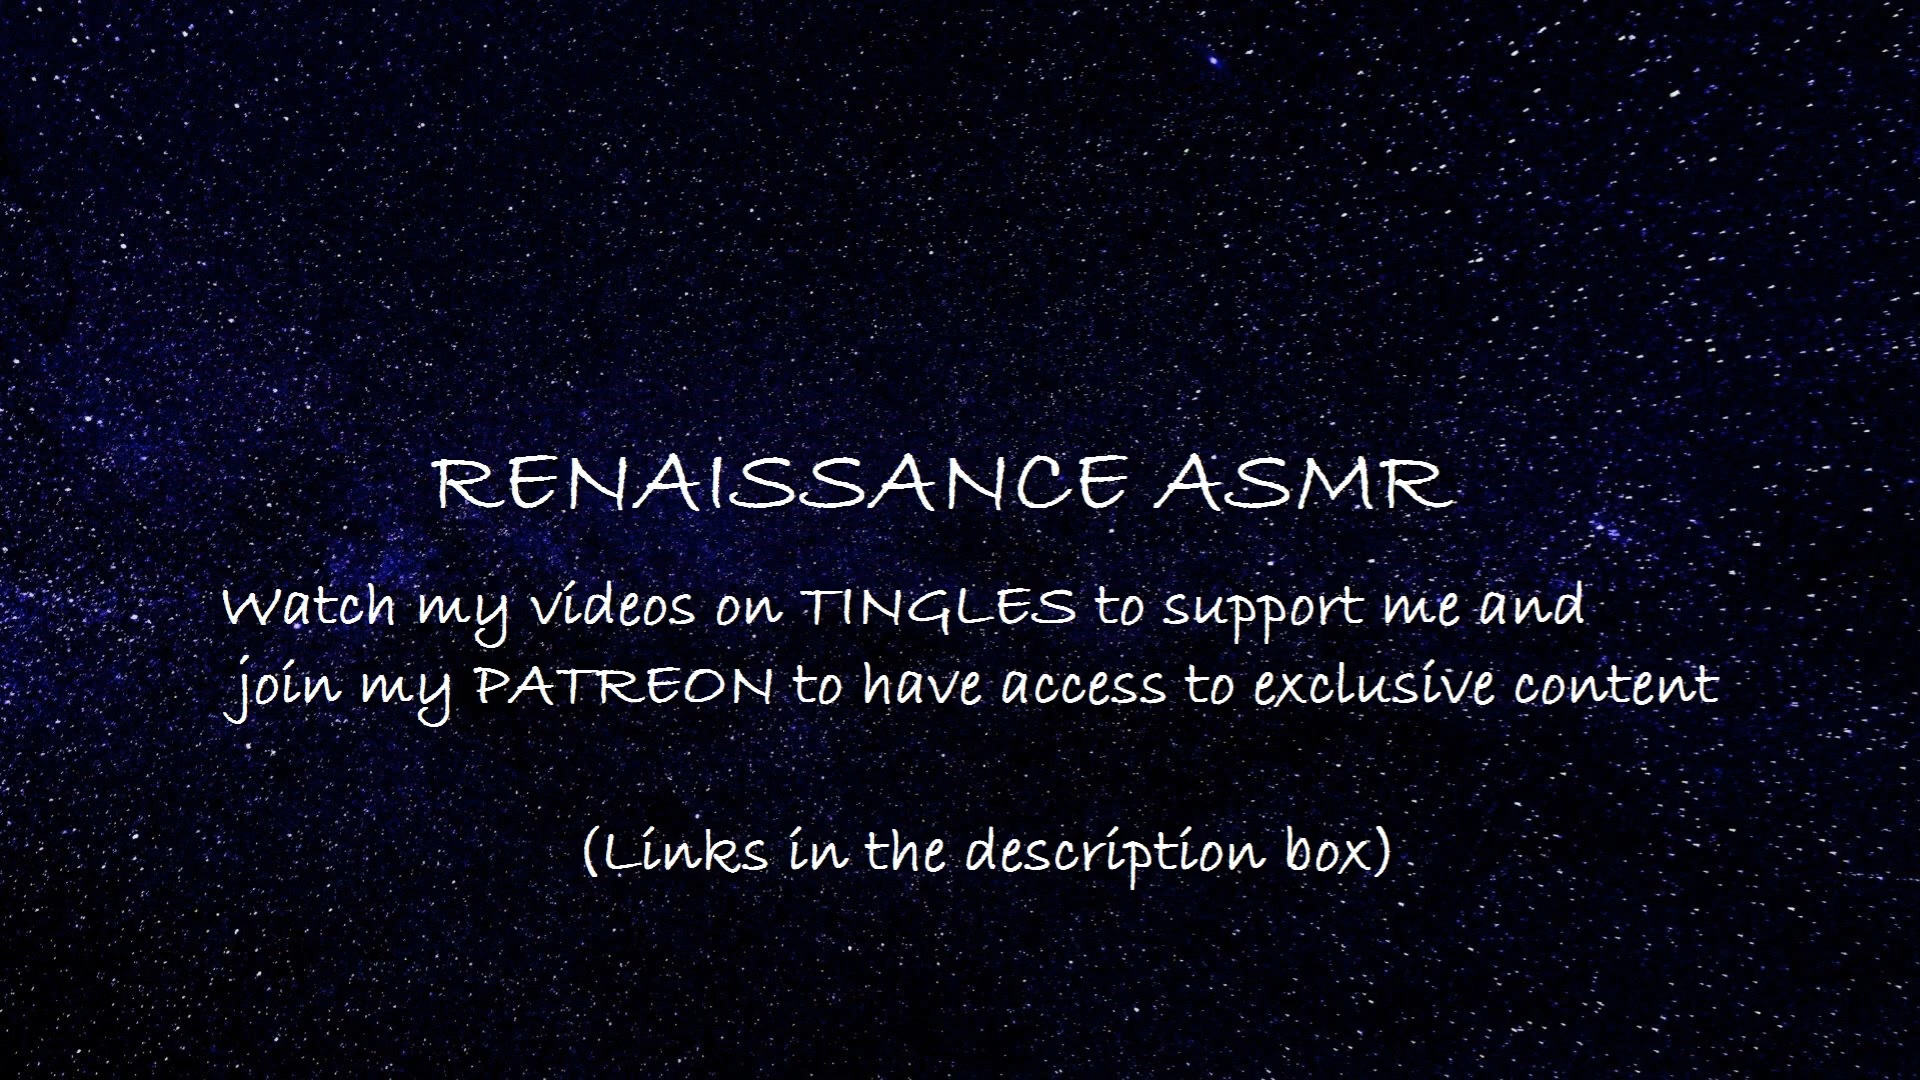 RENAISSANCE ASMR
Watch my videos on TINGLES to support me and
join my PATREON to have access to exclusive content
(Links in the description box)